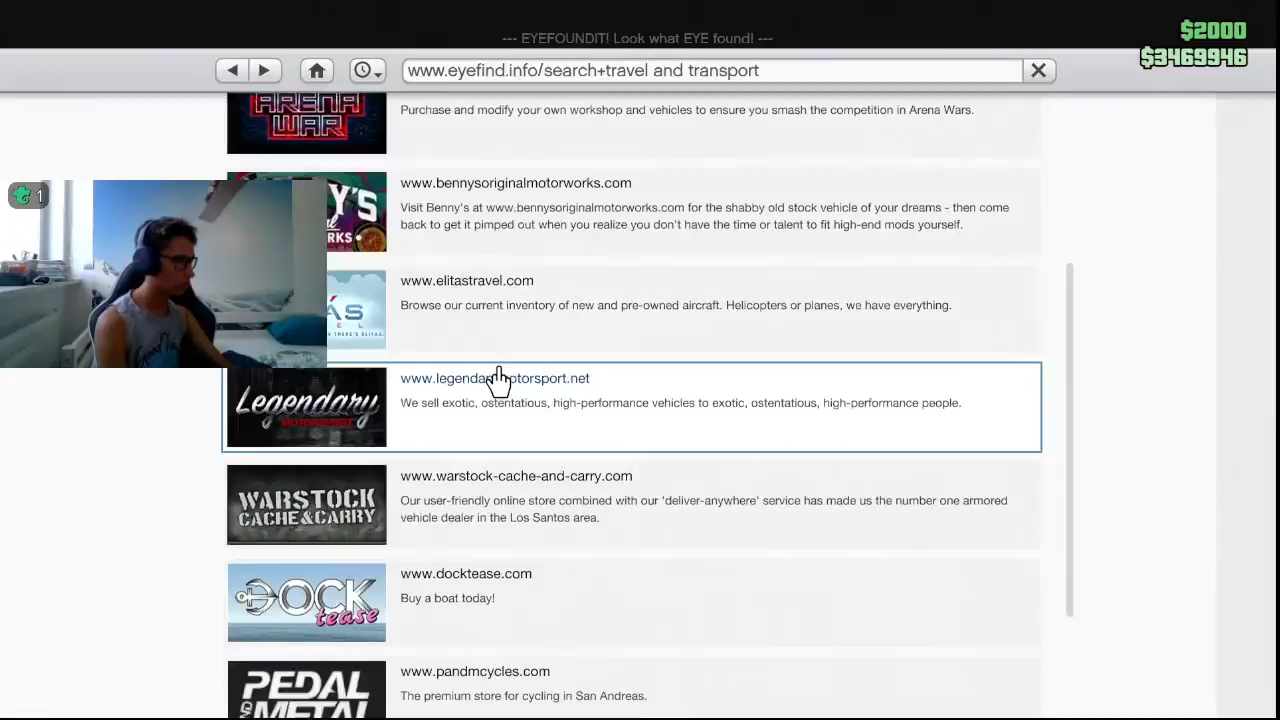 --- EYEFOUNDIT! Look what EYE found! ---
$2000
$3469946
www.eyefind.info/search+travel and transport
ARENA
WAR
Purchase and modify your own workshop and vehicles to ensure you smash the competition in Arena Wars.
1
www.bennysoriginalmotorworks.com
Visit Benny's at www.bennysoriginalmotorworks.com for the shabby old stock vehicle of your dreams - then come
back to get it pimped out when you realize you don't have the time or talent to fit high-end mods yourself.
www.elitastravel.com
Browse our current inventory of new and pre-owned aircraft. Helicopters or planes, we have everything.
Legendary
MOTORSPORT
www.legendarymotorsport.net
We sell exotic, ostentatious, high-performance vehicles to exotic, ostentatious, high-performance people.
WARSTOCK
CACHE&CARRY
www.warstock-cache-and-carry.com
Our user-friendly online store combined with our 'deliver-anywhere' service has made us the number one armored
vehicle dealer in the Los Santos area.
DOCK
tease
www.docktease.com
Buy a boat today!
PEDAL
AND
METAL
www.pandmcycles.com
The premium store for cycling in San Andreas.